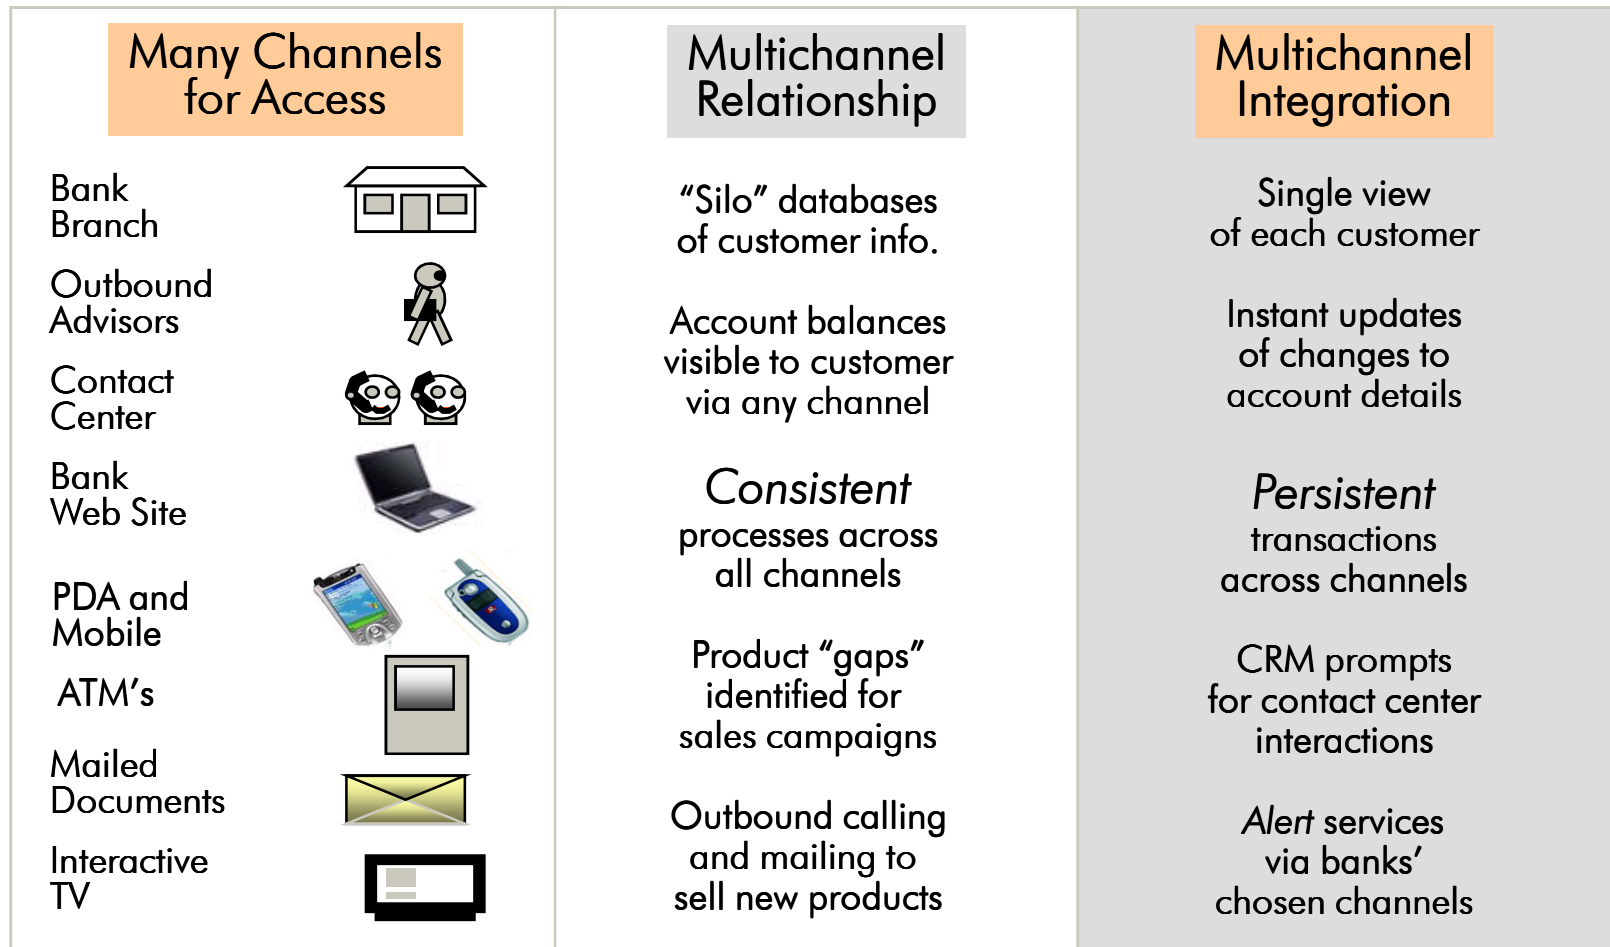 Many Channels
for Access
Bank
Branch
Outbound
Advisors
Contact
Center
Bank
Web Site
PDA and
Mobile
ATM's
Mailed
Documents
Interactive
TV
Multichannel
Relationship
“Silo” databases
of customer info.
Account balances
visible to customer
via any channel
Consistent
processes across
all channels
Product “gaps”
identified for
sales campaigns
Outbound calling
and mailing to
sell new products
Multichannel
Integration
Single view
of each customer
Instant updates
of changes to
account details
Persistent
transactions
across channels
CRM prompts
for contact center
interactions
Alert services
via banks’
chosen channels